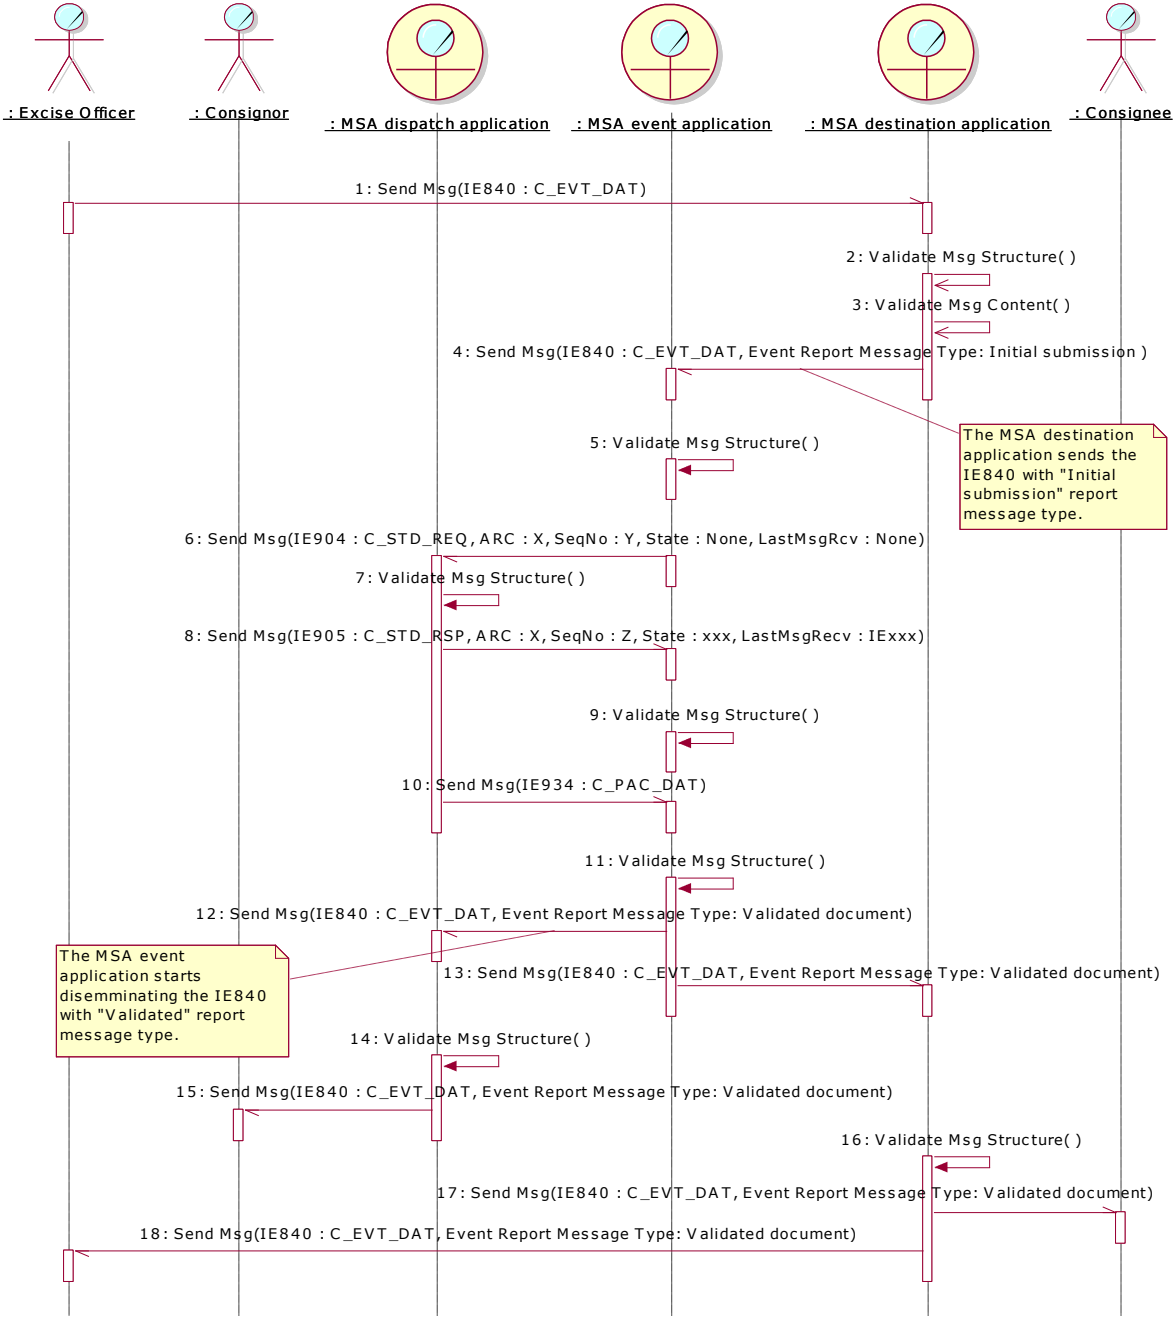 : Excise Officer
: Consignor
: MSA dispatch application
: MSA event application
: MSA destination application
: Consignee
1: Send Msg(IE840 : C_EVT_DAT)
2: Validate Msg Structure( )
3: Validate Msg Content( )
4: Send Msg(IE840 : C_EVT_DAT, Event Report Message Type: Initial submission )
The MSA destination
application sends the
IE840 with "Initial
submission" report
message type.
5: Validate Msg Structure( )
6: Send Msg(IE904 : C_STD_REQ, ARC : X, SeqNo : Y, State : None, LastMsgRcv : None)
7: Validate Msg Structure( )
8: Send Msg(IE905 : C_STD_RSP, ARC : X, SeqNo : Z, State : xxx, LastMsgRecv : IExxx)
9: Validate Msg Structure( )
10: Send Msg(IE934 : C_PAC_DAT)
11: Validate Msg Structure( )
12: Send Msg(IE840 : C_EVT_DAT, Event Report Message Type: Validated document)
The MSA event
application starts
disemminating the IE840
with "Validated" report
message type.
13: Send Msg(IE840 : C_EVT_DAT, Event Report Message Type: Validated document)
14: Validate Msg Structure( )
15: Send Msg(IE840 : C_EVT_DAT, Event Report Message Type: Validated document)
16: Validate Msg Structure( )
17: Send Msg(IE840 : C_EVT_DAT, Event Report Message Type: Validated document)
18: Send Msg(IE840 : C_EVT_DAT, Event Report Message Type: Validated document)